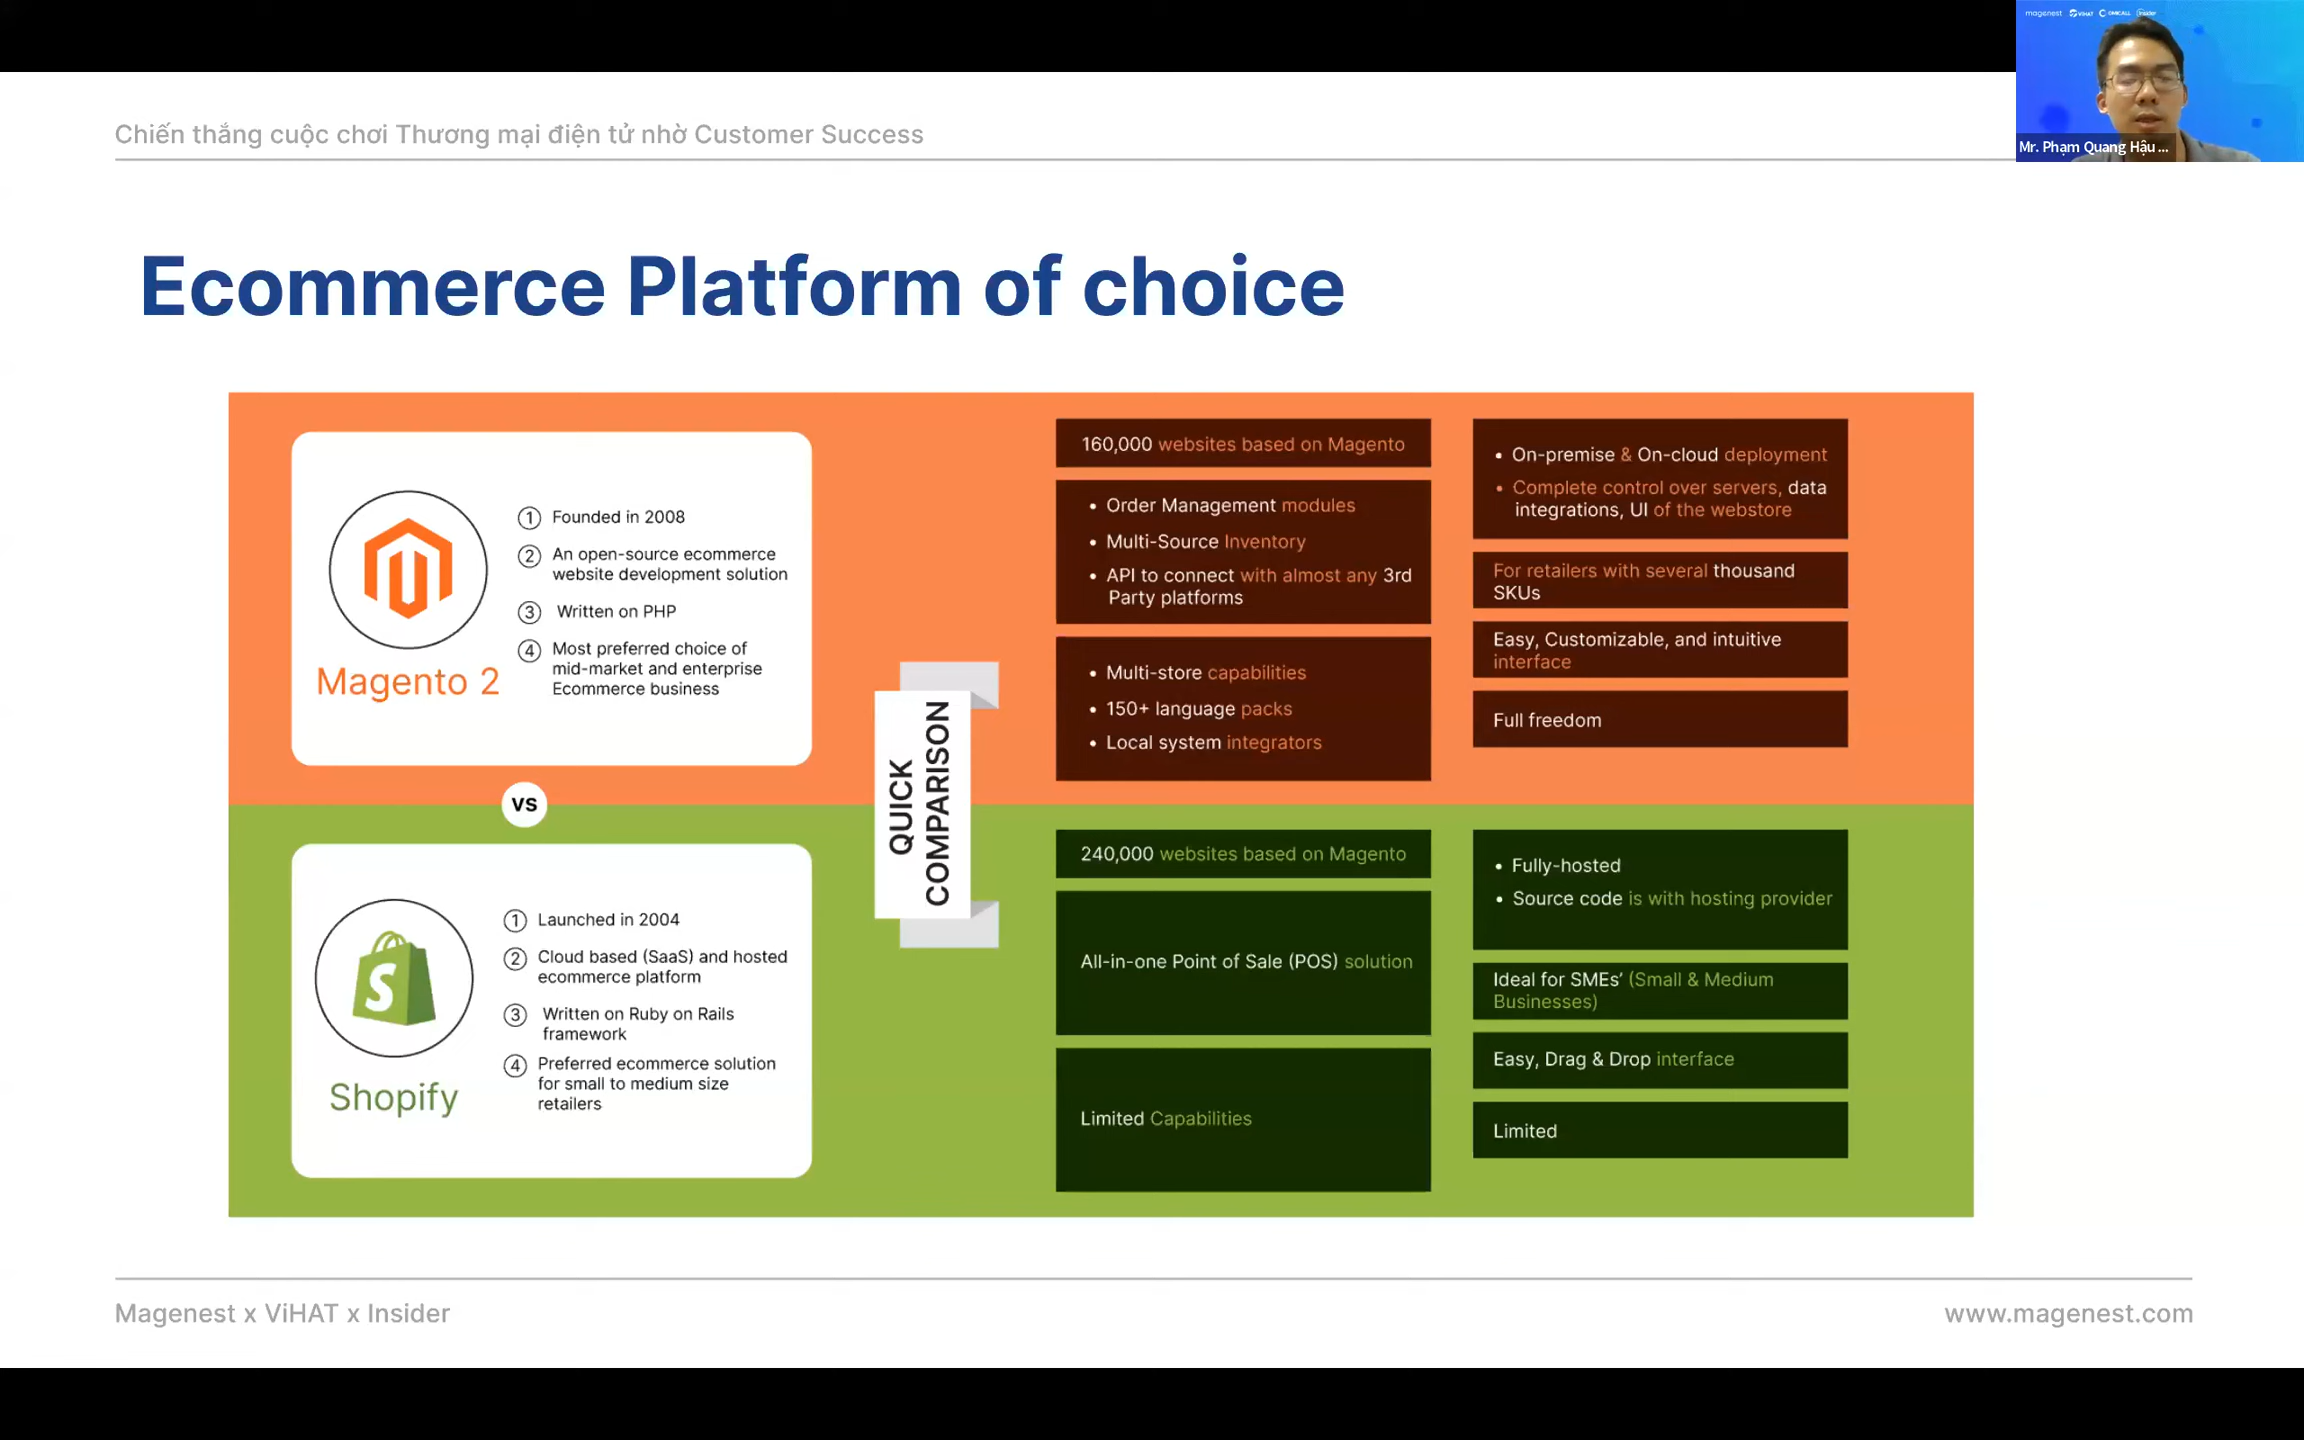 magenest ViHAT OMICALL insider
Mr. Phạm Quang Hậu ...
Chiến thắng cuộc chơi Thương mại điện tử nhờ Customer Success
Ecommerce Platform of choice
Magento 2
1 Founded in 2008
2 An open-source ecommerce
website development solution
3 Written on PHP
4 Most preferred choice of
mid-market and enterprise
Ecommerce business
VS
Shopify
1 Launched in 2004
2 Cloud based (SaaS) and hosted
ecommerce platform
3 Written on Ruby on Rails
framework
4 Preferred ecommerce solution
for small to medium size
retailers
QUICK
COMPARISON
160,000 websites based on Magento
• Order Management modules
• Multi-Source Inventory
• API to connect with almost any 3rd
Party platforms
• Multi-store capabilities
• 150+ language packs
• Local system integrators
• On-premise & On-cloud deployment
• Complete control over servers, data
integrations, UI of the webstore
For retailers with several thousand
SKUs
Easy, Customizable, and intuitive
interface
Full freedom
240,000 websites based on Magento
All-in-one Point of Sale (POS) solution
Limited Capabilities
• Fully-hosted
• Source code is with hosting provider
Ideal for SMEs’ (Small & Medium
Businesses)
Easy, Drag & Drop interface
Limited
Magenest x ViHAT x Insider
www.magenest.com